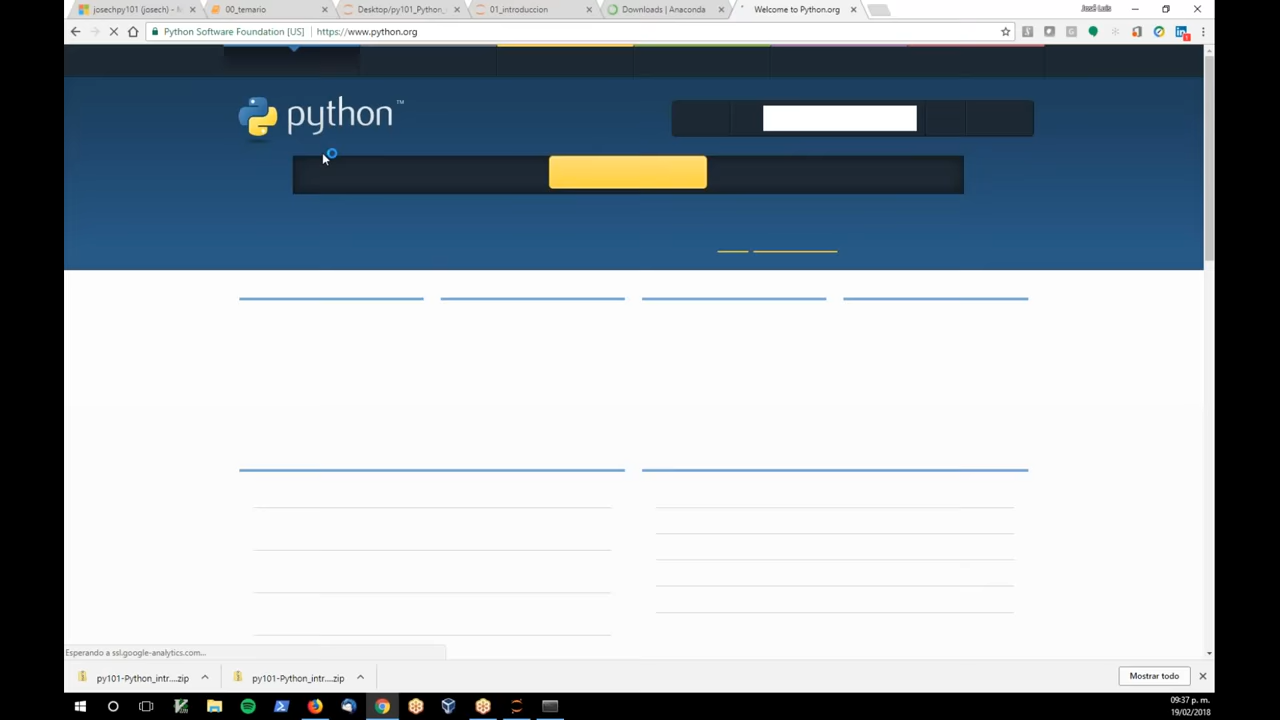 josechpy101 (josech) - M
00_temario
Desktop/py101_Python_
01_introduccion
Downloads | Anaconda
Welcome to Python.org
José Luis
Python Software Foundation [US]
https://www.python.org
python™
Esperando a ssl.google-analytics.com...
py101-Python_intr....zip
py101-Python_intr....zip
Mostrar todo
09:37 p. m.
19/02/2018